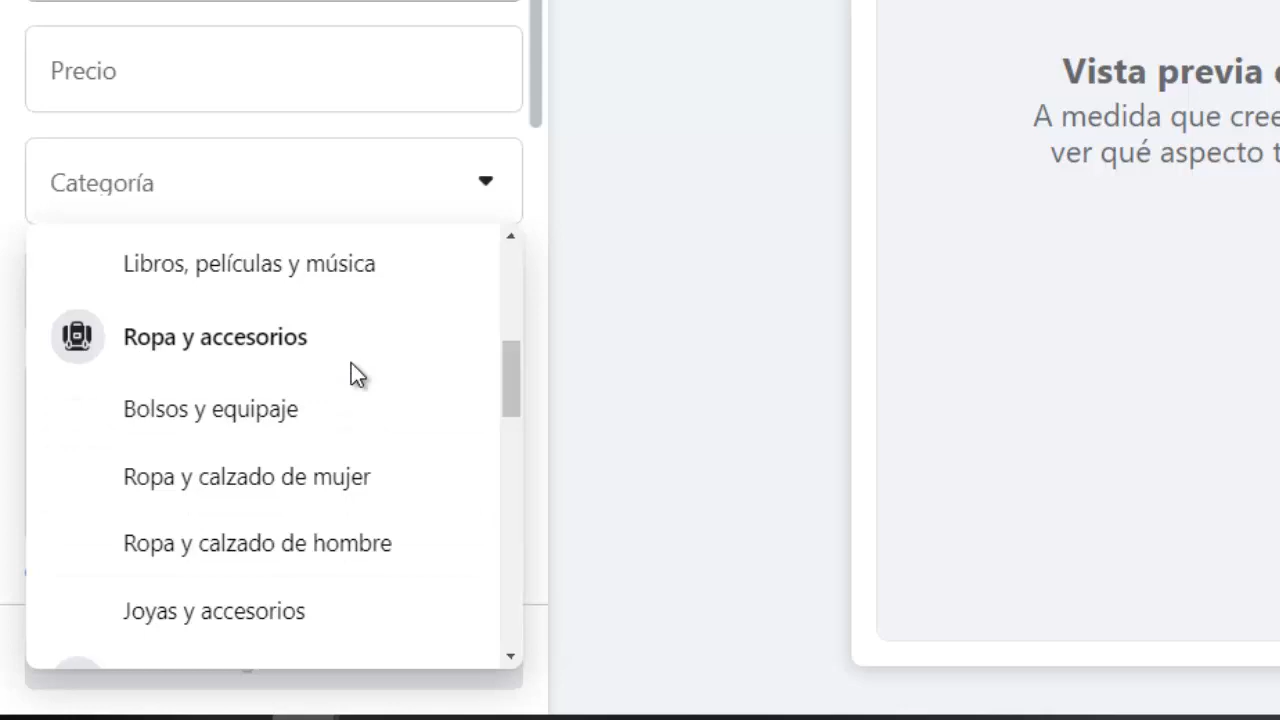 Precio
Categoría
Libros, películas y música
Ropa y accesorios
Bolsos y equipaje
Ropa y calzado de mujer
Ropa y calzado de hombre
Joyas y accesorios
Vista previa
A medida que cree
ver qué aspecto